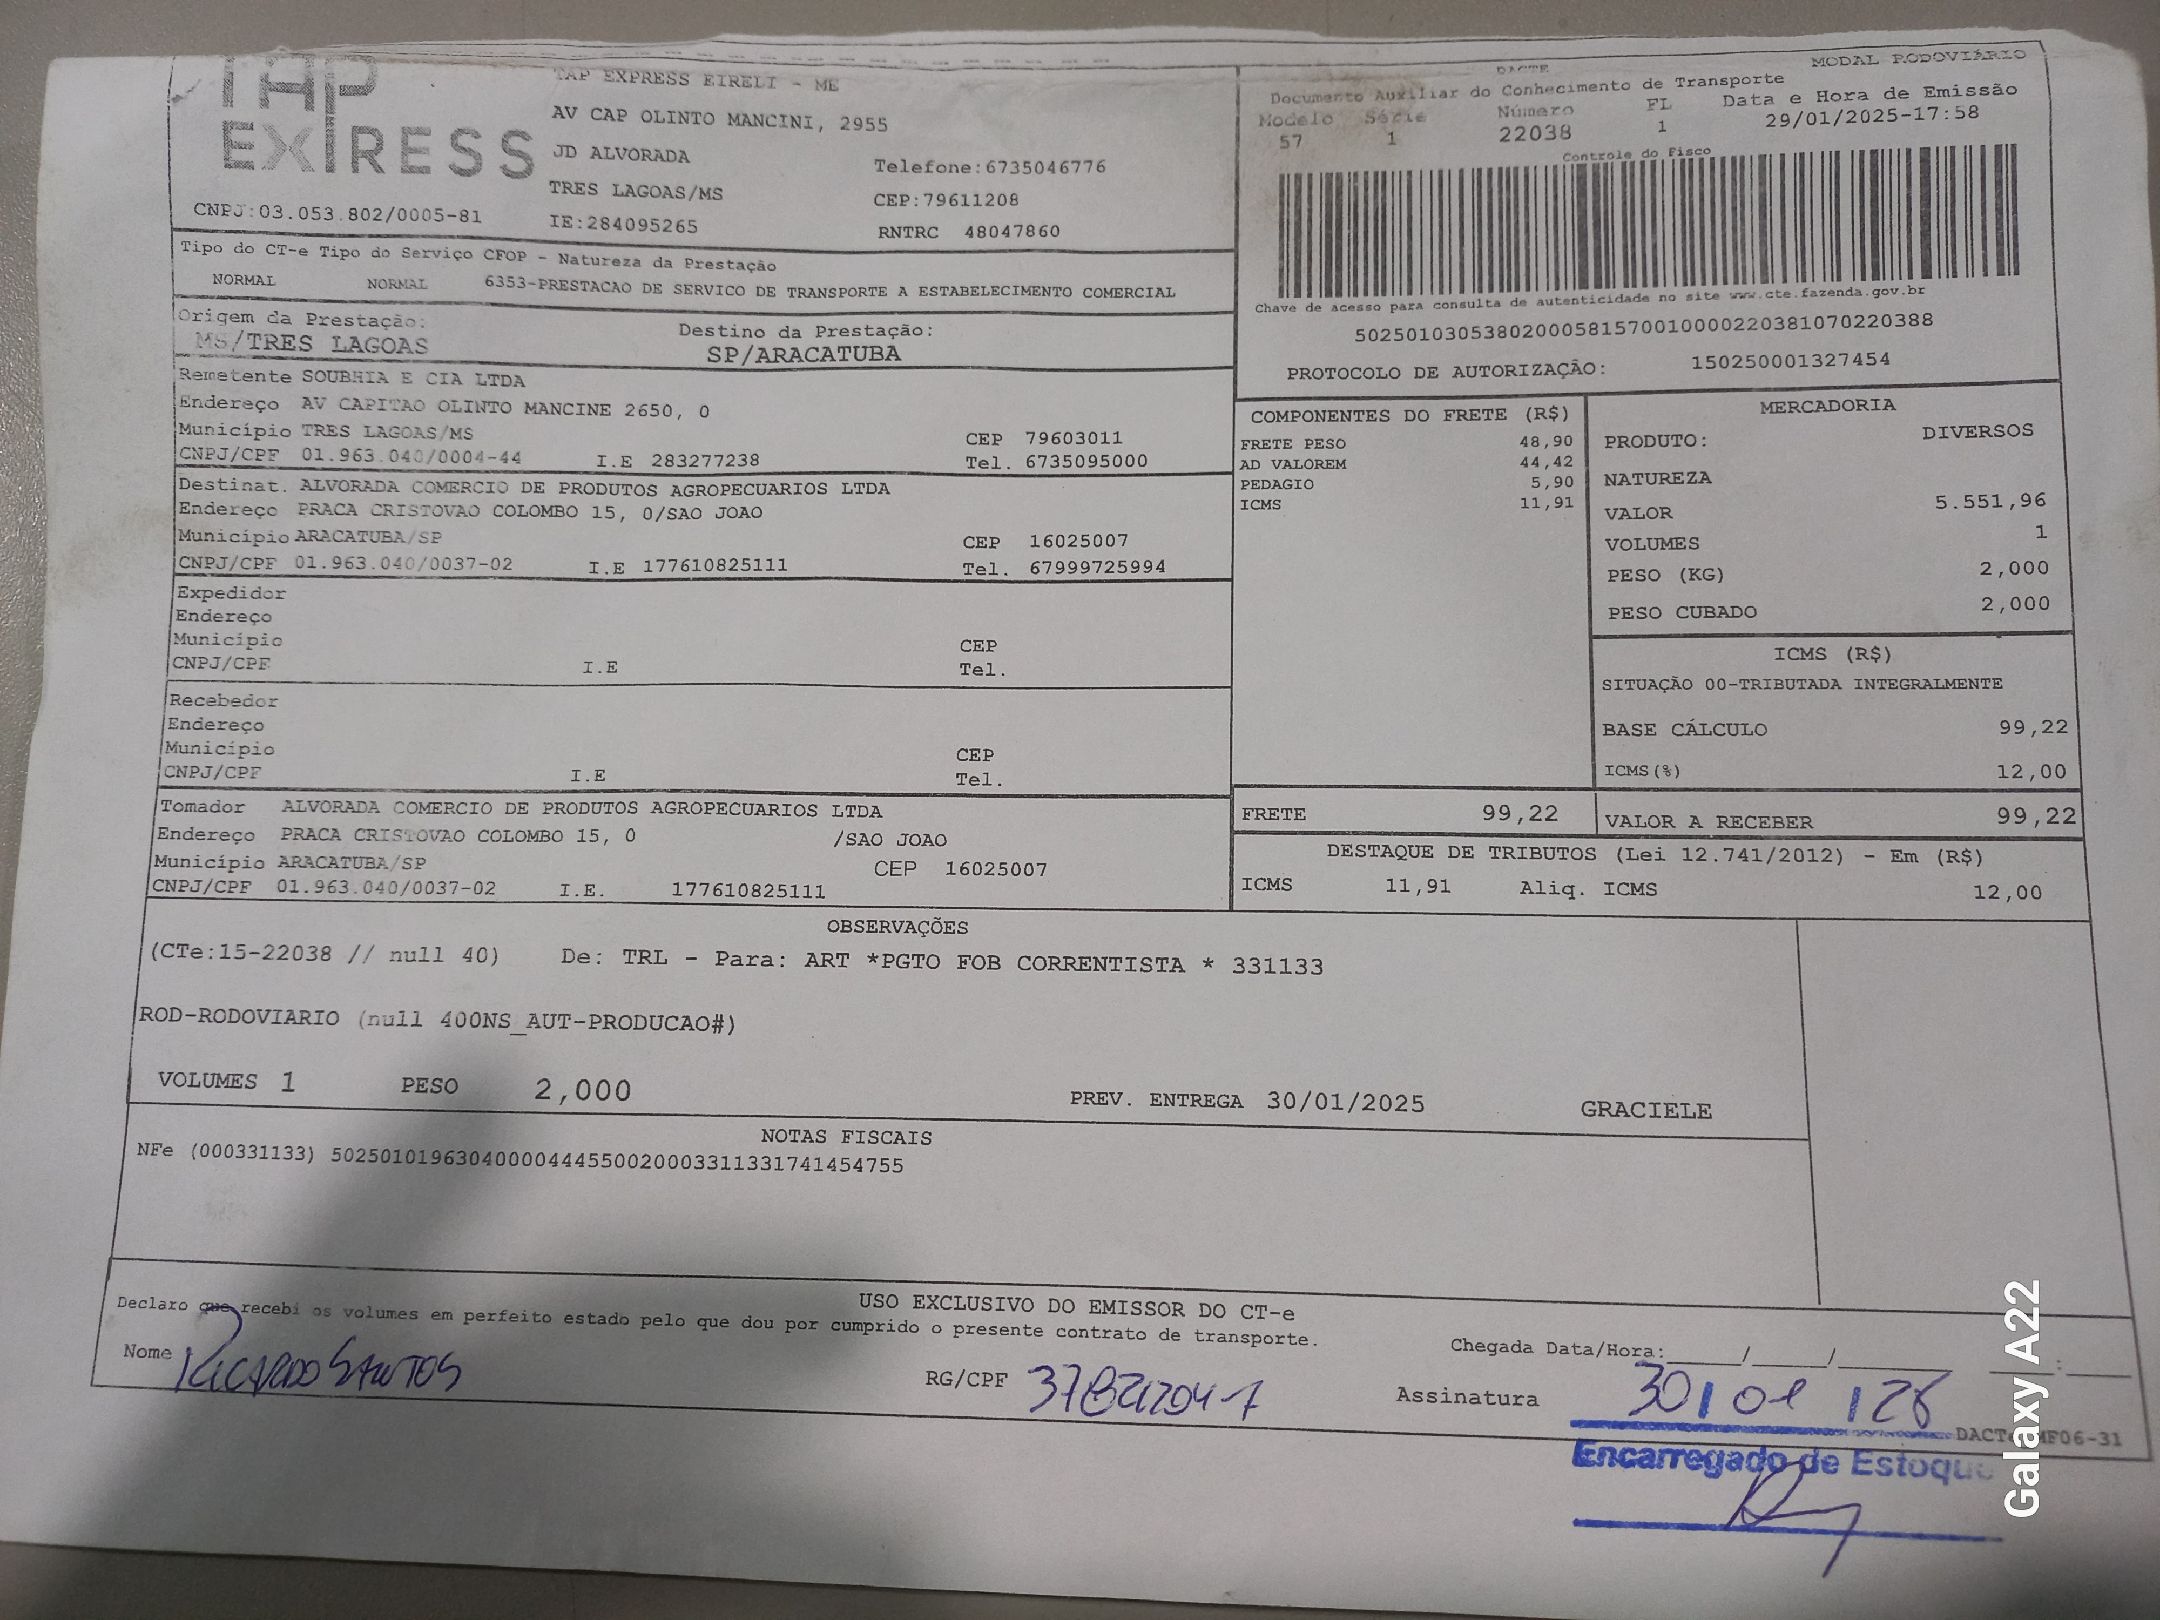 TAP
EXPRESS
TAP EXPRESS EIRELI - ME
AV CAP OLINTO MANCINI, 2955
JD ALVORADA
Telefone:6735046776
TRES LAGOAS/MS
CEP:79611208
CNPJ:03.053.802/0005-81
IE:284095265
RNTRC 48047860
DACTE
MODAL RODOVIÁRIO
Documento Auxiliar do Conhecimento de Transporte
Modelo Série Número FL Data e Hora de Emissão
57 1 22038 1 29/01/2025-17:58
Controle do Fisco
Chave de acesso para consulta de autenticidade no site www.cte.fazenda.gov.br
50250103053802000581570010000220381070220388
PROTOCOLO DE AUTORIZAÇÃO: 150250001327454
Tipo do CT-e Tipo do Serviço CFOP - Natureza da Prestação
NORMAL NORMAL 6353-PRESTACAO DE SERVICO DE TRANSPORTE A ESTABELECIMENTO COMERCIAL
Origem da Prestação: Destino da Prestação:
MS/TRES LAGOAS SP/ARACATUBA
Remetente SOUBHIA E CIA LTDA
Endereço AV CAPITAO OLINTO MANCINE 2650, 0
Município TRES LAGOAS/MS CEP 79603011
CNPJ/CPF 01.963.040/0004-44 I.E 283277238 Tel. 6735095000
Destinat. ALVORADA COMERCIO DE PRODUTOS AGROPECUARIOS LTDA
Endereço PRACA CRISTOVAO COLOMBO 15, 0/SAO JOAO
Município ARACATUBA/SP CEP 16025007
CNPJ/CPF 01.963.040/0037-02 I.E 177610825111 Tel. 67999725994
Expedidor
Endereço
Município CEP
CNPJ/CPF I.E Tel.
Recebedor
Endereço
Município CEP
CNPJ/CPF I.E Tel.
Tomador ALVORADA COMERCIO DE PRODUTOS AGROPECUARIOS LTDA
Endereço PRACA CRISTOVAO COLOMBO 15, 0 /SAO JOAO
Município ARACATUBA/SP CEP 16025007
CNPJ/CPF 01.963.040/0037-02 I.E. 177610825111
COMPONENTES DO FRETE (R$)
FRETE PESO 48,90
AD VALOREM 44,42
PEDAGIO 5,90
ICMS 11,91
MERCADORIA
PRODUTO: DIVERSOS
NATUREZA
VALOR 5.551,96
VOLUMES 1
PESO (KG) 2,000
PESO CUBADO 2,000
ICMS (R$)
SITUAÇÃO 00-TRIBUTADA INTEGRALMENTE
BASE CÁLCULO 99,22
ICMS(%) 12,00
FRETE 99,22 VALOR A RECEBER 99,22
DESTAQUE DE TRIBUTOS (Lei 12.741/2012) - Em (R$)
ICMS 11,91 Aliq. ICMS 12,00
OBSERVAÇÕES
(CTe:15-22038 // null 40) De: TRL - Para: ART *PGTO FOB CORRENTISTA * 331133
ROD-RODOVIARIO (null 400NS_AUT-PRODUCAO#)
VOLUMES 1 PESO 2,000 PREV. ENTREGA 30/01/2025 GRACIELE
NOTAS FISCAIS
NFe (000331133) 50250101963040000444550020003311331741454755
USO EXCLUSIVO DO EMISSOR DO CT-e
Declaro que recebi os volumes em perfeito estado pelo que dou por cumprido o presente contrato de transporte.
Nome RICARDO SANTOS RG/CPF Chegada Data/Hora:____/____/____ ____:____
Assinatura 30/01/
DACTe
Encarregado de Estoque
Galaxy A22